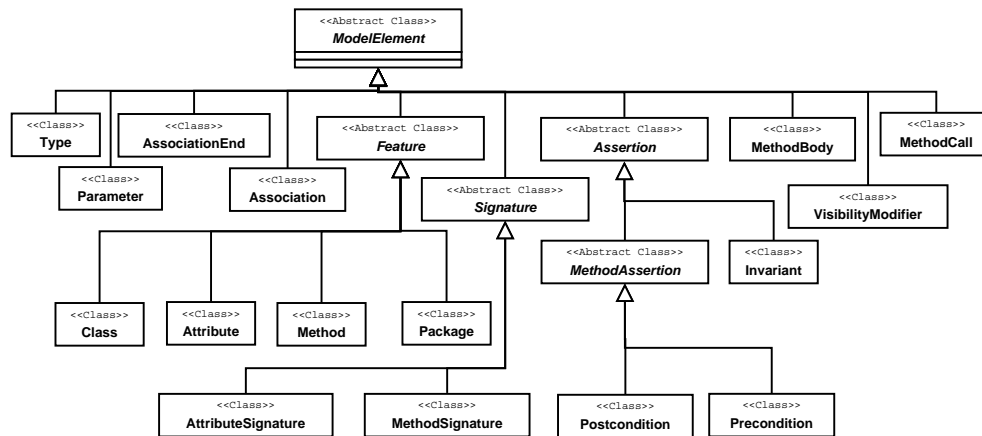 <<Abstract Class>>
ModelElement
<<Class>>
Type
<<Class>>
AssociationEnd
<<Abstract Class>>
Feature
<<Abstract Class>>
Assertion
<<Class>>
MethodBody
<<Class>>
MethodCall
<<Class>>
Parameter
<<Class>>
Association
<<Abstract Class>>
Signature
<<Class>>
VisibilityModifier
<<Abstract Class>>
MethodAssertion
<<Class>>
Invariant
<<Class>>
Class
<<Class>>
Attribute
<<Class>>
Method
<<Class>>
Package
<<Class>>
AttributeSignature
<<Class>>
MethodSignature
<<Class>>
Postcondition
<<Class>>
Precondition